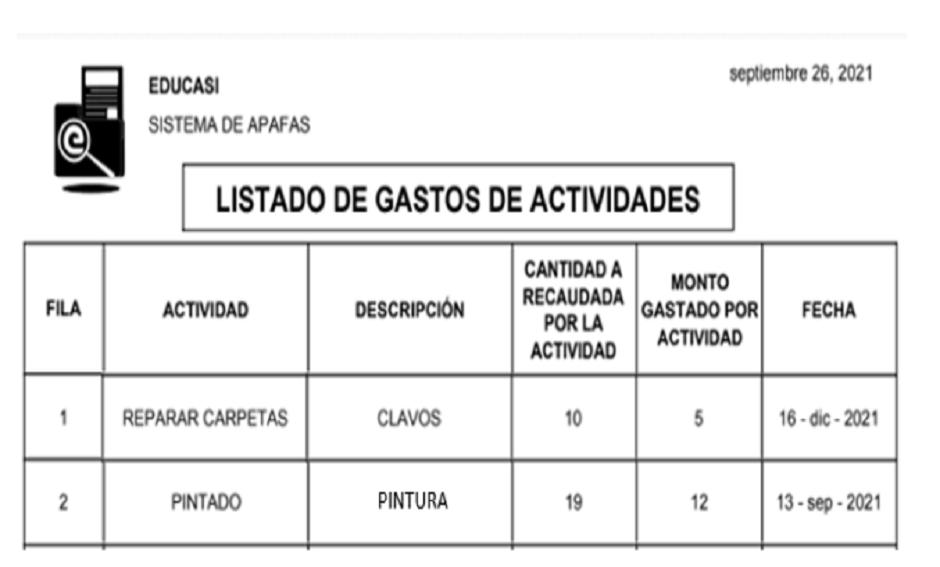 septiembre 26, 2021
EDUCASI
SISTEMA DE APAFAS
LISTADO DE GASTOS DE ACTIVIDADES
FILA ACTIVIDAD DESCRIPCIÓN CANTIDAD A RECAUDADA POR LA ACTIVIDAD MONTO GASTADO POR ACTIVIDAD FECHA
1 REPARAR CARPETAS CLAVOS 10 5 16 - dic - 2021
2 PINTADO PINTURA 19 12 13 - sep - 2021